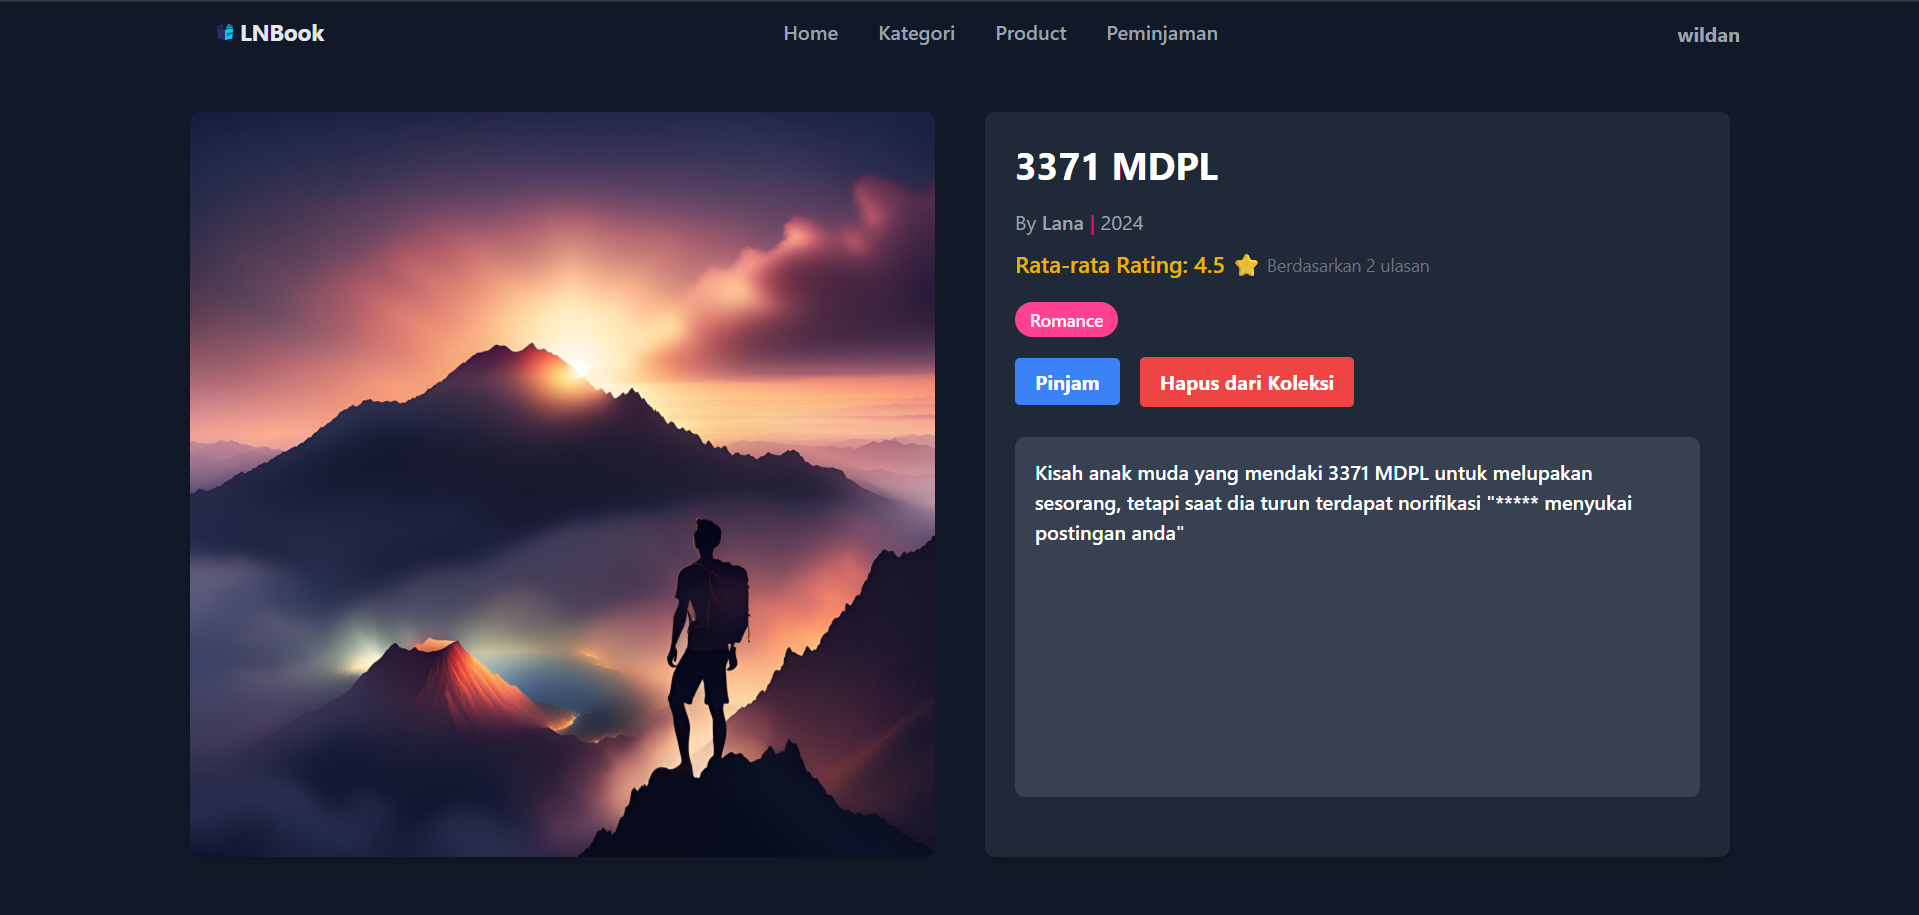 LNBook
Home Kategori Product Peminjaman
wildan
3371 MDPL
By Lana | 2024
Rata-rata Rating: 4.5 ⭐ Berdasarkan 2 ulasan
Romance
Pinjam Hapus dari Koleksi
Kisah anak muda yang mendaki 3371 MDPL untuk melupakan
sesorang, tetapi saat dia turun terdapat norifikasi "***** menyukai
postingan anda"